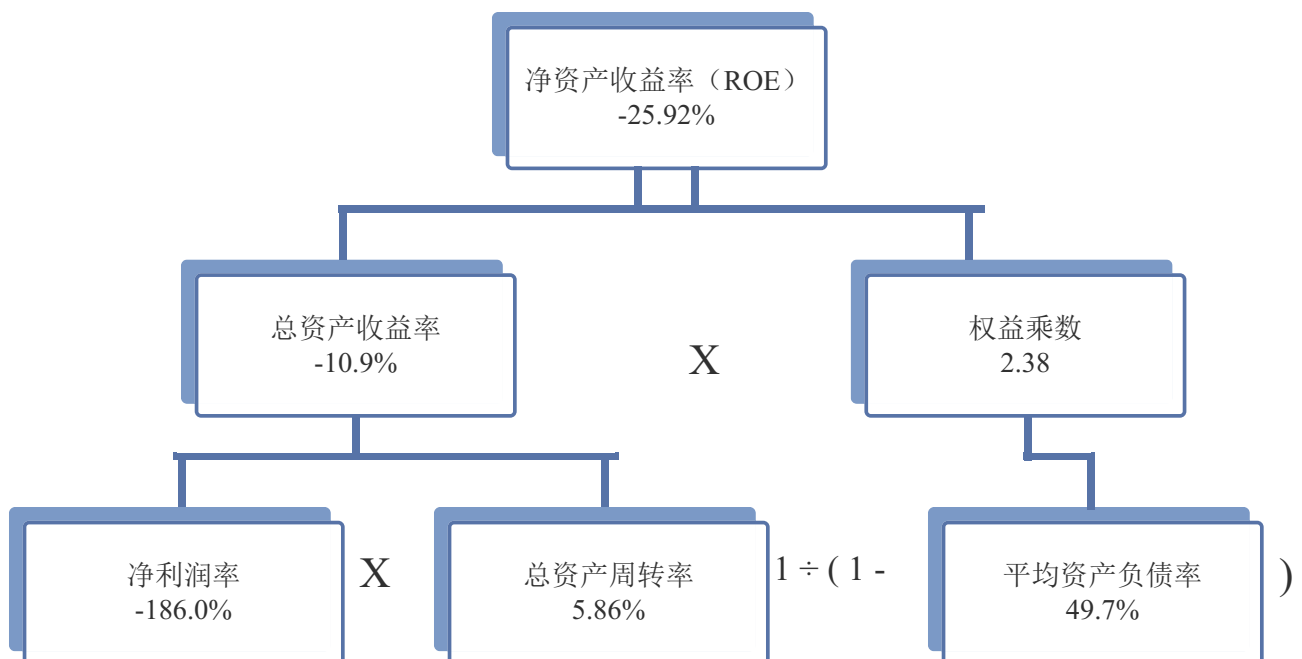 净资产收益率（ROE）
-25.92%
总资产收益率
-10.9%
X
权益乘数
2.38
净利润率
-186.0%
X
总资产周转率
5.86%
1 ÷ ( 1 -
平均资产负债率
49.7%
)